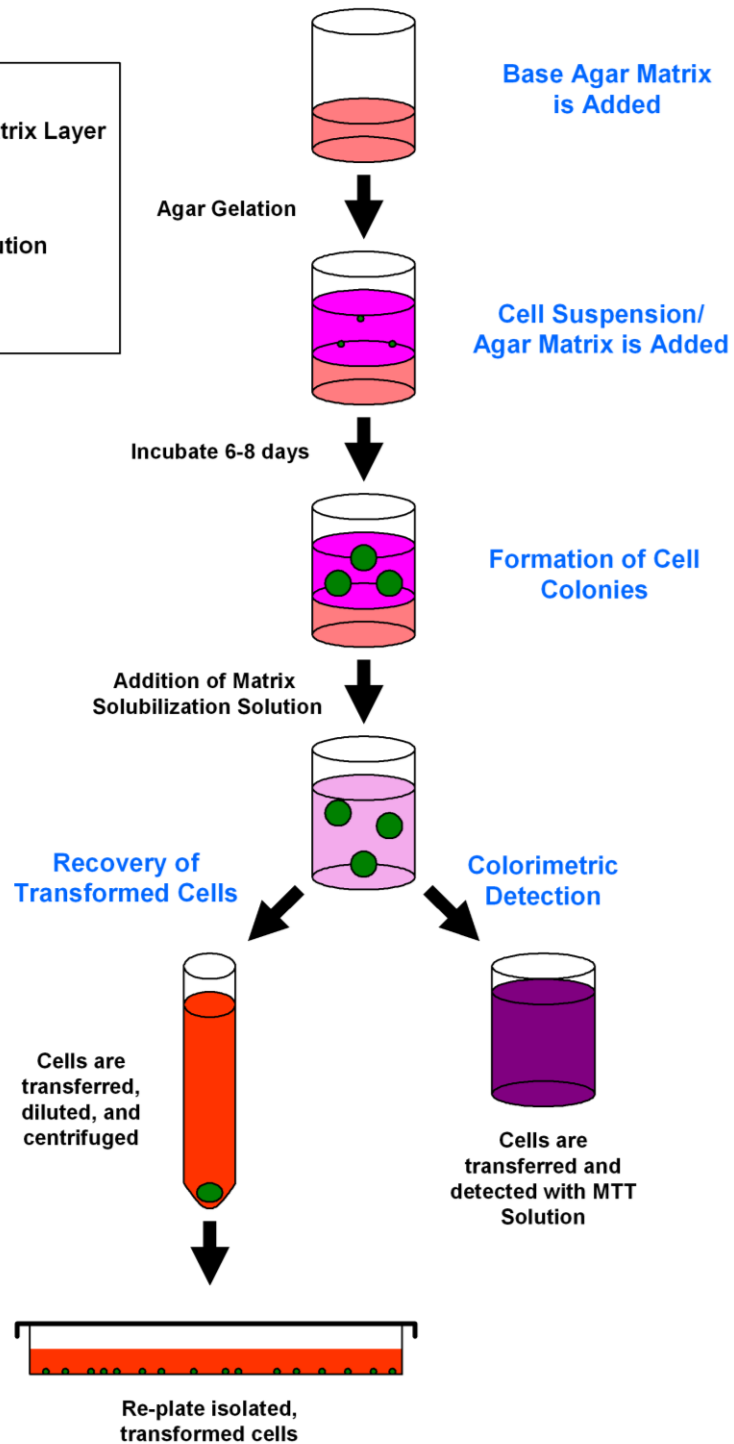 Base Agar Matrix
is Added
Layer
Agar Gelation
Cell Suspension/
Agar Matrix is Added
Incubate 6-8 days
Formation of Cell
Colonies
Addition of Matrix
Solubilization Solution
Recovery of
Transformed Cells
Colorimetric
Detection
Cells are
transferred,
diluted, and
centrifuged
Cells are
transferred and
detected with MTT
Solution
Re-plate isolated,
transformed cells